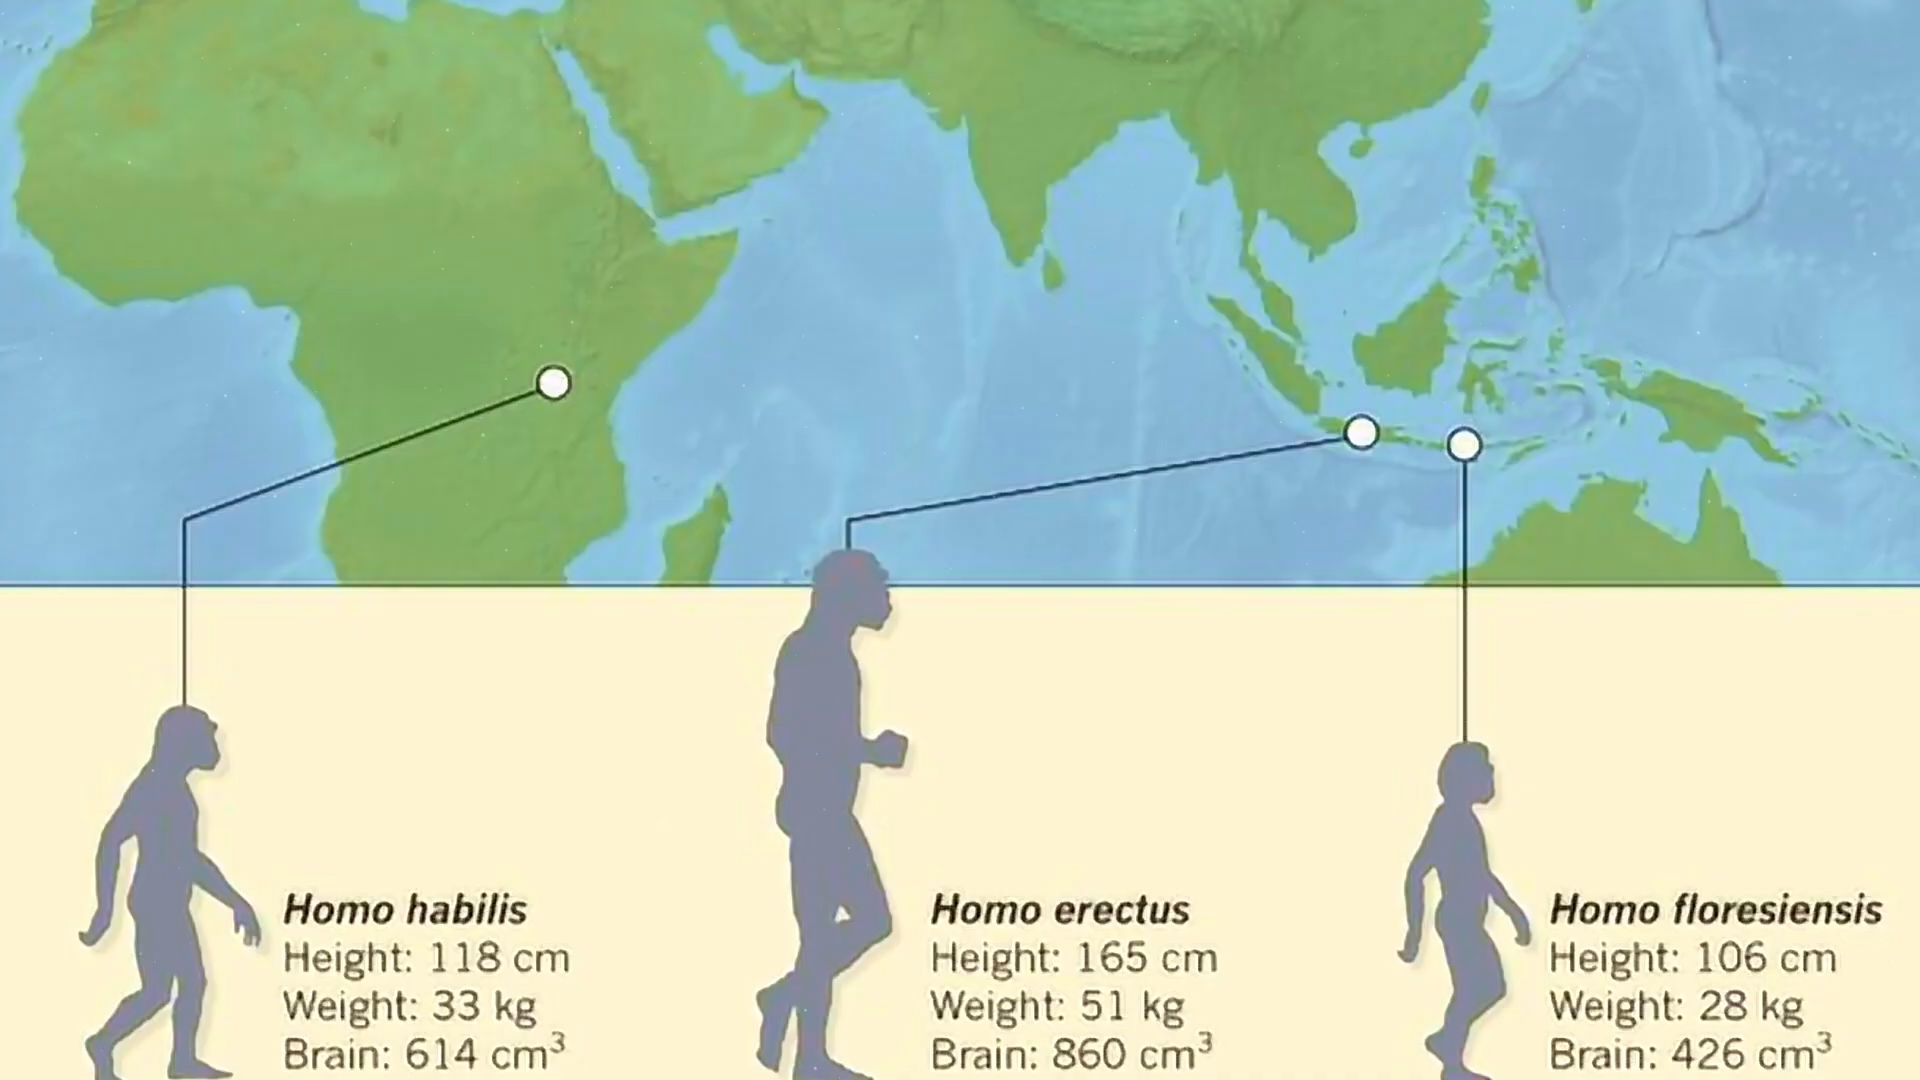 Homo habilis
Height: 118 cm
Weight: 33 kg
Brain: 614 cm³
Homo erectus
Height: 165 cm
Weight: 51 kg
Brain: 860 cm³
Homo floresiensis
Height: 106 cm
Weight: 28 kg
Brain: 426 cm³